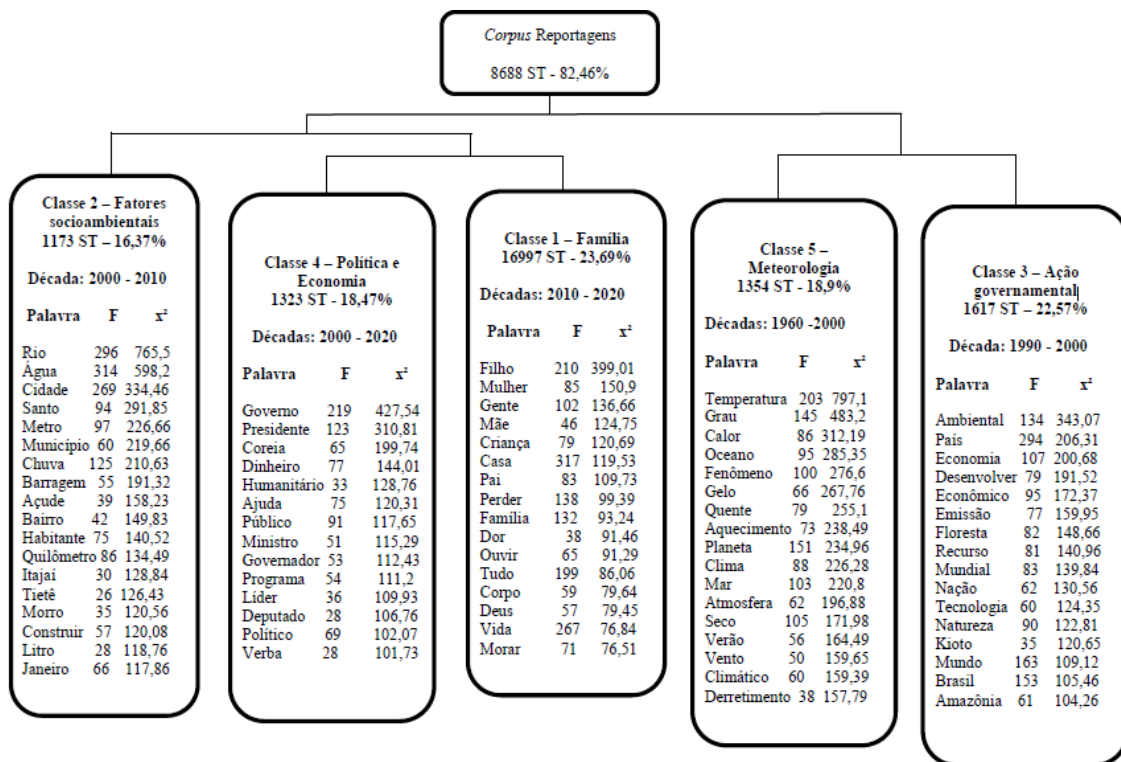 Corpus Reportagens
8688 ST - 82,46%
Classe 2 – Fatores
socioambientais
1173 ST – 16,37%
Década: 2000 - 2010
Palavra F x²
Rio 296 765,5
Água 314 598,2
Cidade 269 334,46
Santo 94 291,85
Metro 97 226,66
Município 60 219,66
Chuva 125 210,63
Barragem 55 191,32
Açude 39 158,23
Bairro 42 149,83
Habitante 75 140,52
Quilômetro 86 134,49
Itajaí 30 128,84
Tietê 26 126,43
Morro 35 120,56
Construir 57 120,08
Litro 28 118,76
Janeiro 66 117,86
Classe 4 – Política e
Economia
1323 ST - 18,47%
Décadas: 2000 - 2020
Palavra F x²
Governo 219 427,54
Presidente 123 310,81
Coreia 65 199,74
Dinheiro 77 144,01
Humanitário 33 128,76
Ajuda 75 120,31
Público 91 117,65
Ministro 51 115,29
Governador 53 112,43
Programa 54 111,2
Líder 36 109,93
Deputado 28 106,76
Político 69 102,07
Verba 28 101,73
Classe 1 – Família
16997 ST - 23,69%
Décadas: 2010 - 2020
Palavra F x²
Filho 210 399,01
Mulher 85 150,9
Gente 102 136,66
Mãe 46 124,75
Criança 79 120,69
Casa 317 119,53
Pai 83 109,73
Perder 138 99,39
Família 132 93,24
Dor 38 91,46
Ouvir 65 91,29
Tudo 199 86,06
Corpo 59 79,64
Deus 57 79,45
Vida 267 76,84
Morar 71 76,51
Classe 5 –
Meteorologia
1354 ST - 18,9%
Décadas: 1960 -2000
Palavra F x²
Temperatura 203 797,1
Grau 145 483,2
Calor 86 312,19
Oceano 95 285,35
Fenômeno 100 276,6
Gelo 66 267,76
Quente 79 255,1
Aquecimento 73 238,49
Planeta 151 234,96
Clima 88 226,28
Mar 103 220,8
Atmosfera 62 196,88
Seco 105 171,98
Verão 56 164,49
Vento 50 159,65
Climático 60 159,39
Derretimento 38 157,79
Classe 3 – Ação
governamental
1617 ST – 22,57%
Década: 1990 - 2000
Palavra F x²
Ambiental 134 343,07
País 294 206,31
Economia 107 200,68
Desenvolver 79 191,52
Econômico 95 172,37
Emissão 77 159,95
Floresta 82 148,66
Recurso 81 140,96
Mundial 83 139,84
Nação 62 130,56
Tecnologia 60 124,35
Natureza 90 122,81
Kioto 35 120,65
Mundo 163 109,12
Brasil 153 105,46
Amazônia 61 104,26